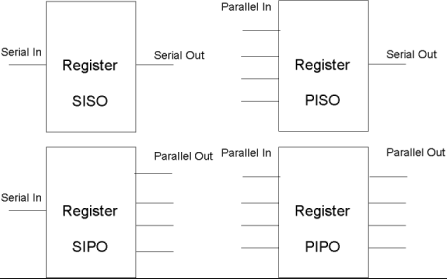 Serial In
Register
SISO
Serial Out
Parallel In
Register
PISO
Serial Out
Serial In
Register
SIPO
Parallel Out
Parallel In
Register
PIPO
Parallel Out